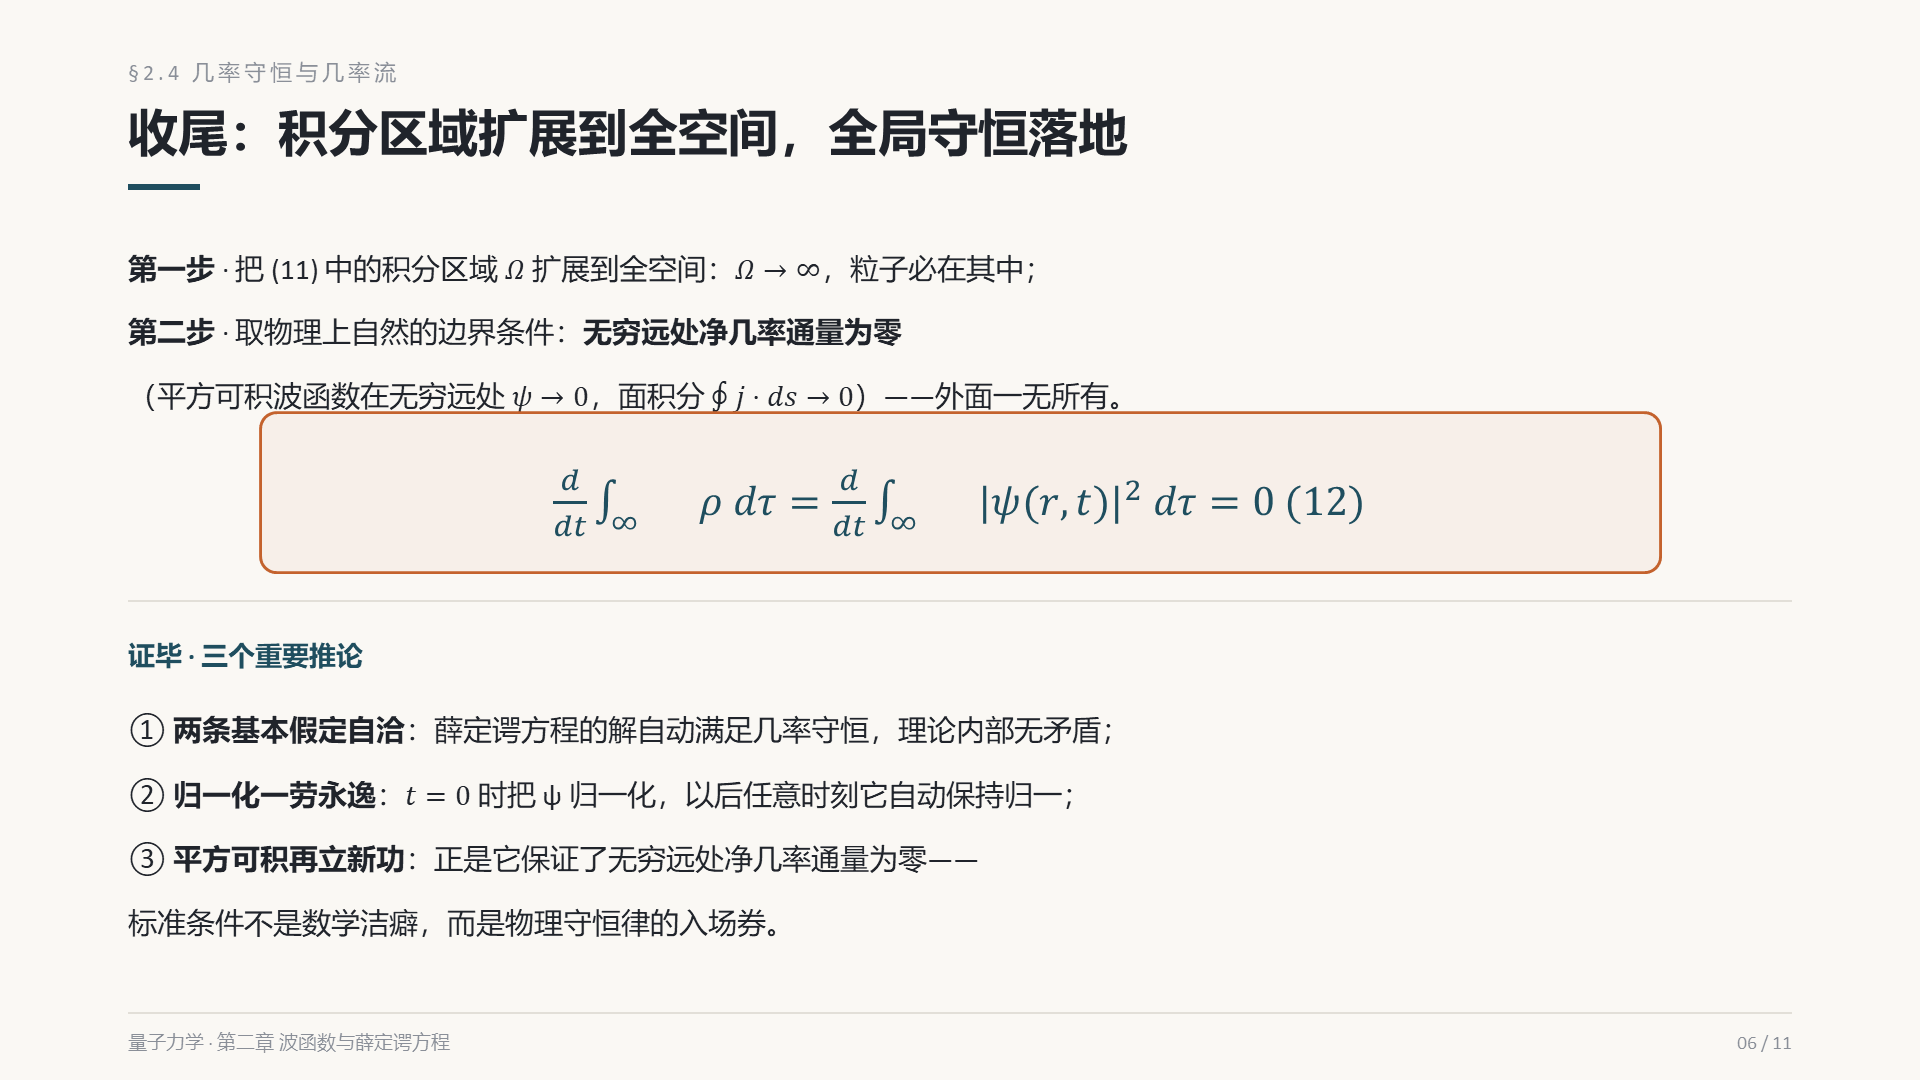 §2.4 几率守恒与几率流
收尾：积分区域扩展到全空间，全局守恒落地
第一步 · 把 (11) 中的积分区域 Ω 扩展到全空间：Ω → ∞，粒子必在其中；
第二步 · 取物理上自然的边界条件：无穷远处净几率通量为零
（平方可积波函数在无穷远处 ψ → 0，面积分 ∮ j · ds → 0）——外面一无所有。
d/dt ∫_∞ ρ dτ = d/dt ∫_∞ |ψ(r,t)|² dτ = 0 (12)
证毕 · 三个重要推论
① 两条基本假定自洽：薛定谔方程的解自动满足几率守恒，理论内部无矛盾；
② 归一化一劳永逸：t = 0 时把 ψ 归一化，以后任意时刻它自动保持归一；
③ 平方可积再立新功：正是它保证了无穷远处净几率通量为零——
标准条件不是数学洁癖，而是物理守恒律的入场券。
量子力学 · 第二章 波函数与薛定谔方程
06 / 11